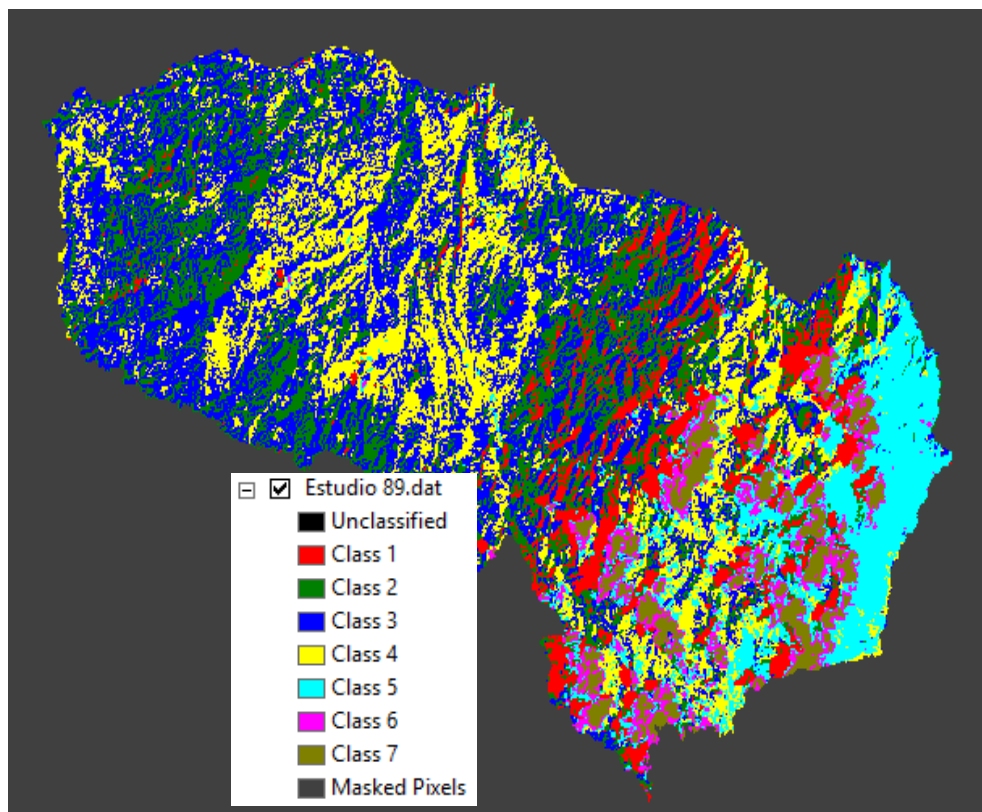 Estudio 89.dat
Unclassified
Class 1
Class 2
Class 3
Class 4
Class 5
Class 6
Class 7
Masked Pixels